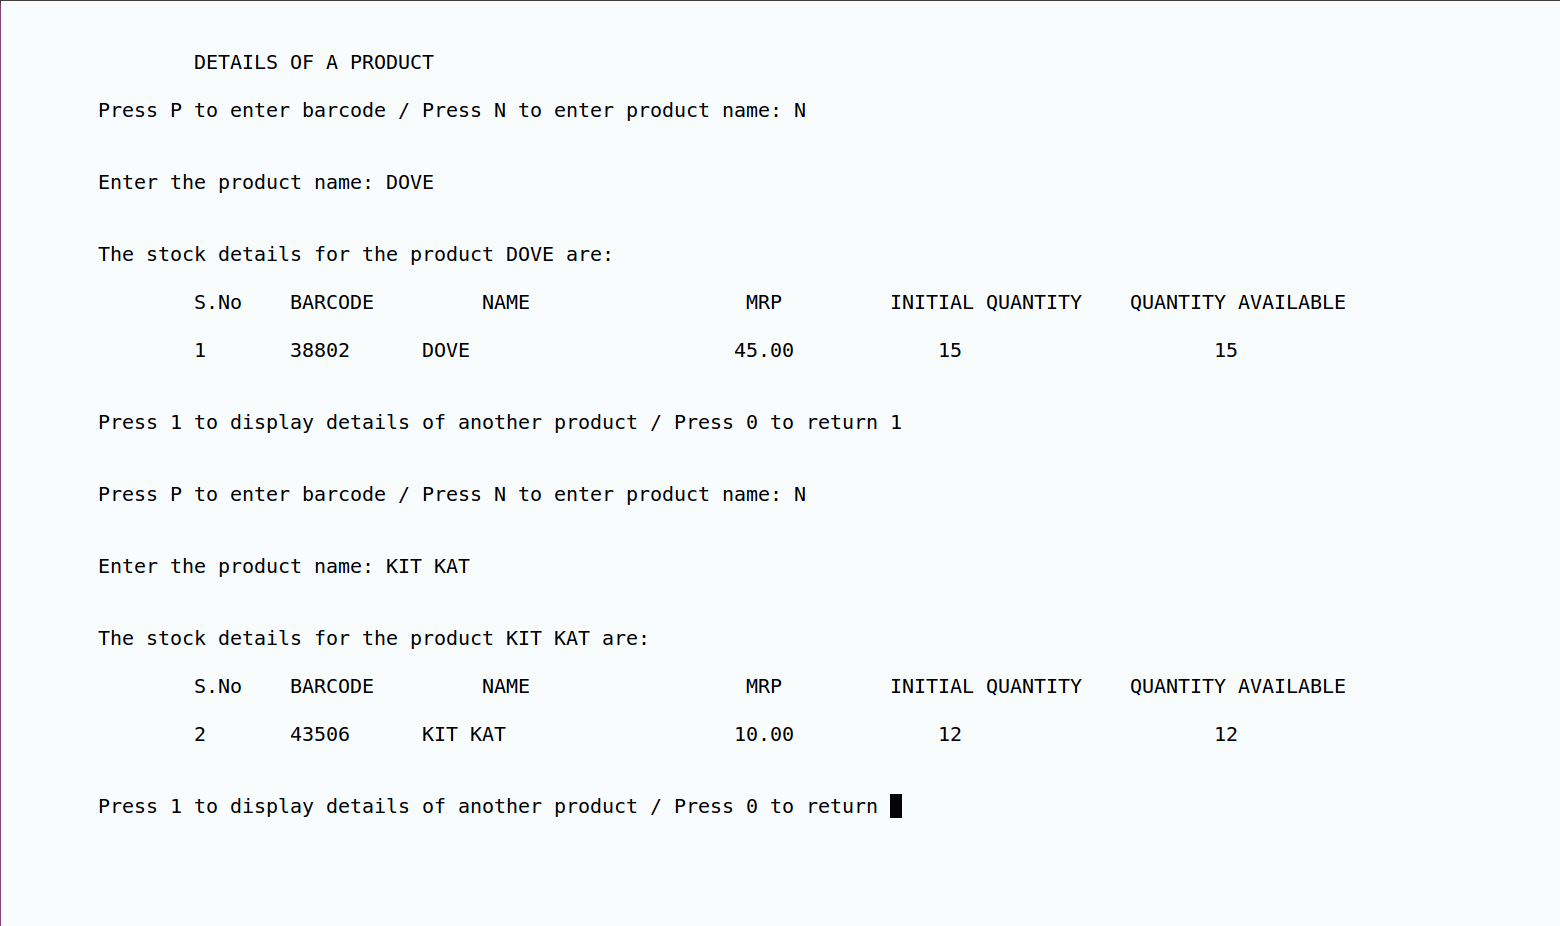 DETAILS OF A PRODUCT
Press P to enter barcode / Press N to enter product name: N
Enter the product name: DOVE
The stock details for the product DOVE are:
S.No BARCODE NAME MRP INITIAL QUANTITY QUANTITY AVAILABLE
1 38802 DOVE 45.00 15 15
Press 1 to display details of another product / Press 0 to return 1
Press P to enter barcode / Press N to enter product name: N
Enter the product name: KIT KAT
The stock details for the product KIT KAT are:
S.No BARCODE NAME MRP INITIAL QUANTITY QUANTITY AVAILABLE
2 43506 KIT KAT 10.00 12 12
Press 1 to display details of another product / Press 0 to return